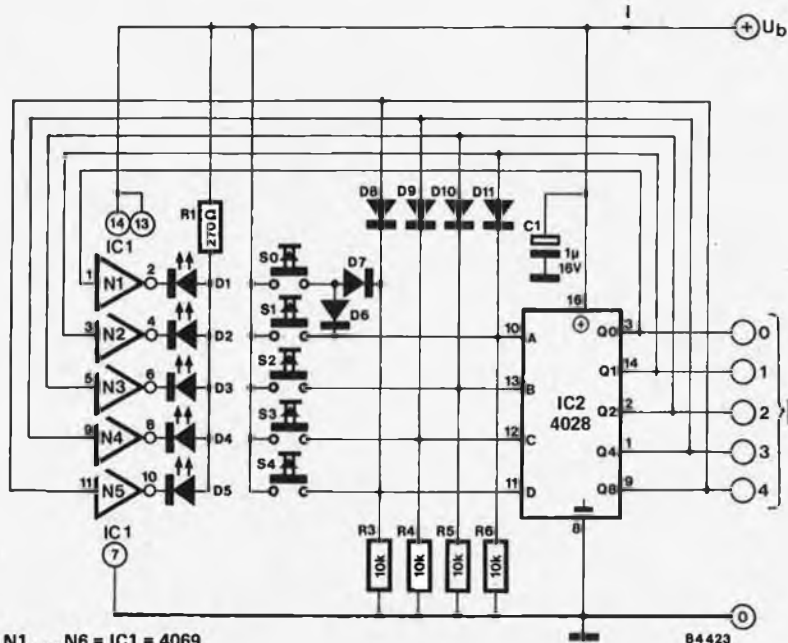 I
+ Ub
14 13
IC1
R1
270Ω
D8 D9 D10 D11
C1
1µ
16V
1 N1 2 D1
S0
D7
D6
3 N2 4 D2
S1
5 N3 6 D3
S2
9 N4 8 D4
S3
11 N5 10 D5
S4
IC1
7
16
+
10 A Q0 3 0
Q1 14 1
13 B Q2 2 2
IC2
4028
12 C Q4 1 3
11 D Q8 9 4
8
R3 R4 R5 R6
10k 10k 10k 10k
0
N1 ... N6 = IC1 = 4069
84423